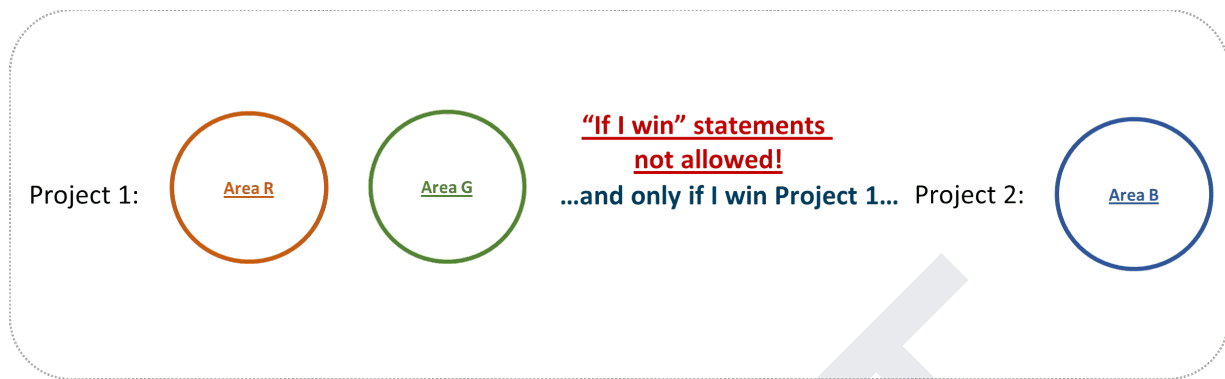 Project 1:
Area R
Area G
“If I win” statements
not allowed!
…and only if I win Project 1…
Project 2:
Area B